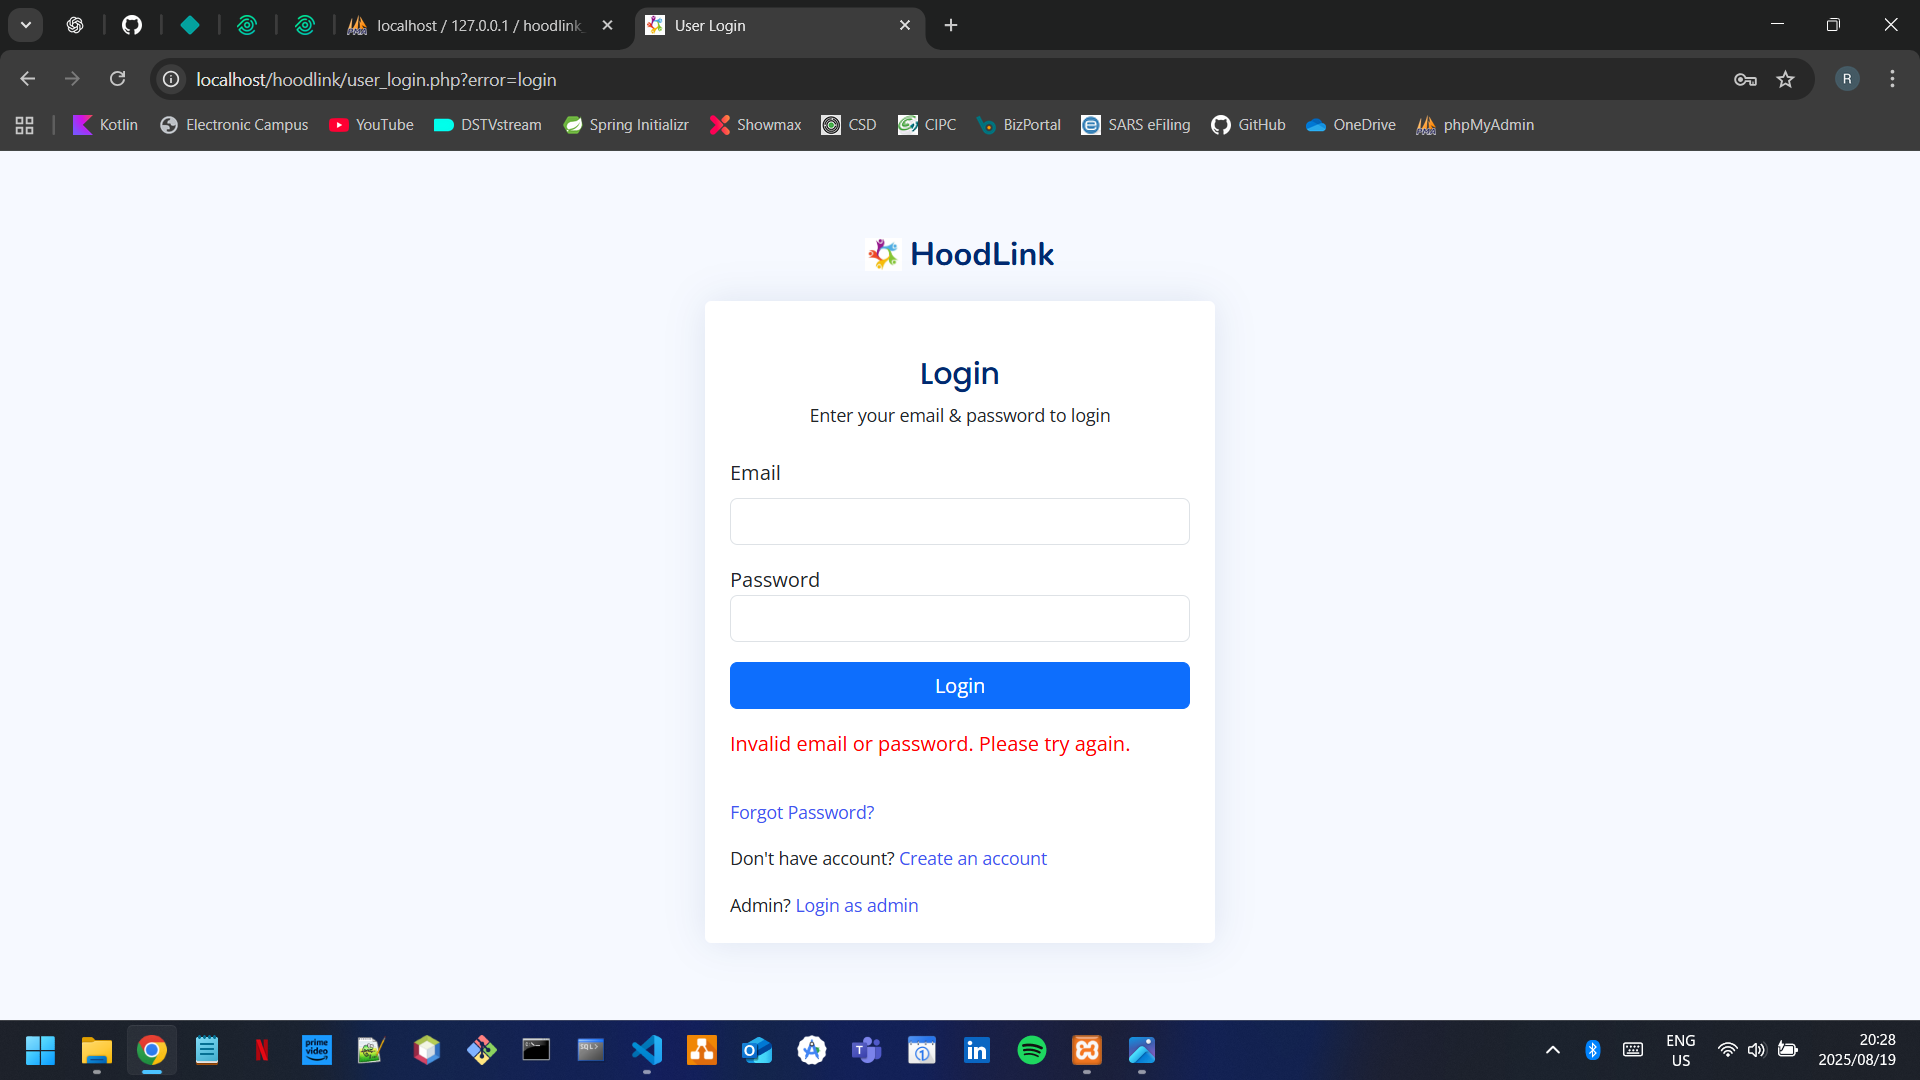 localhost / 127.0.0.1 / hoodlink_
User Login
localhost/hoodlink/user_login.php?error=login
R
Kotlin
Electronic Campus
YouTube
DSTVstream
Spring Initializr
Showmax
CSD
CIPC
BizPortal
SARS eFiling
GitHub
OneDrive
phpMyAdmin
HoodLink
Login
Enter your email & password to login
Email
Password
Login
Invalid email or password. Please try again.
Forgot Password?
Don't have account? Create an account
Admin? Login as admin
prime video
ENG
US
20:28
2025/08/19